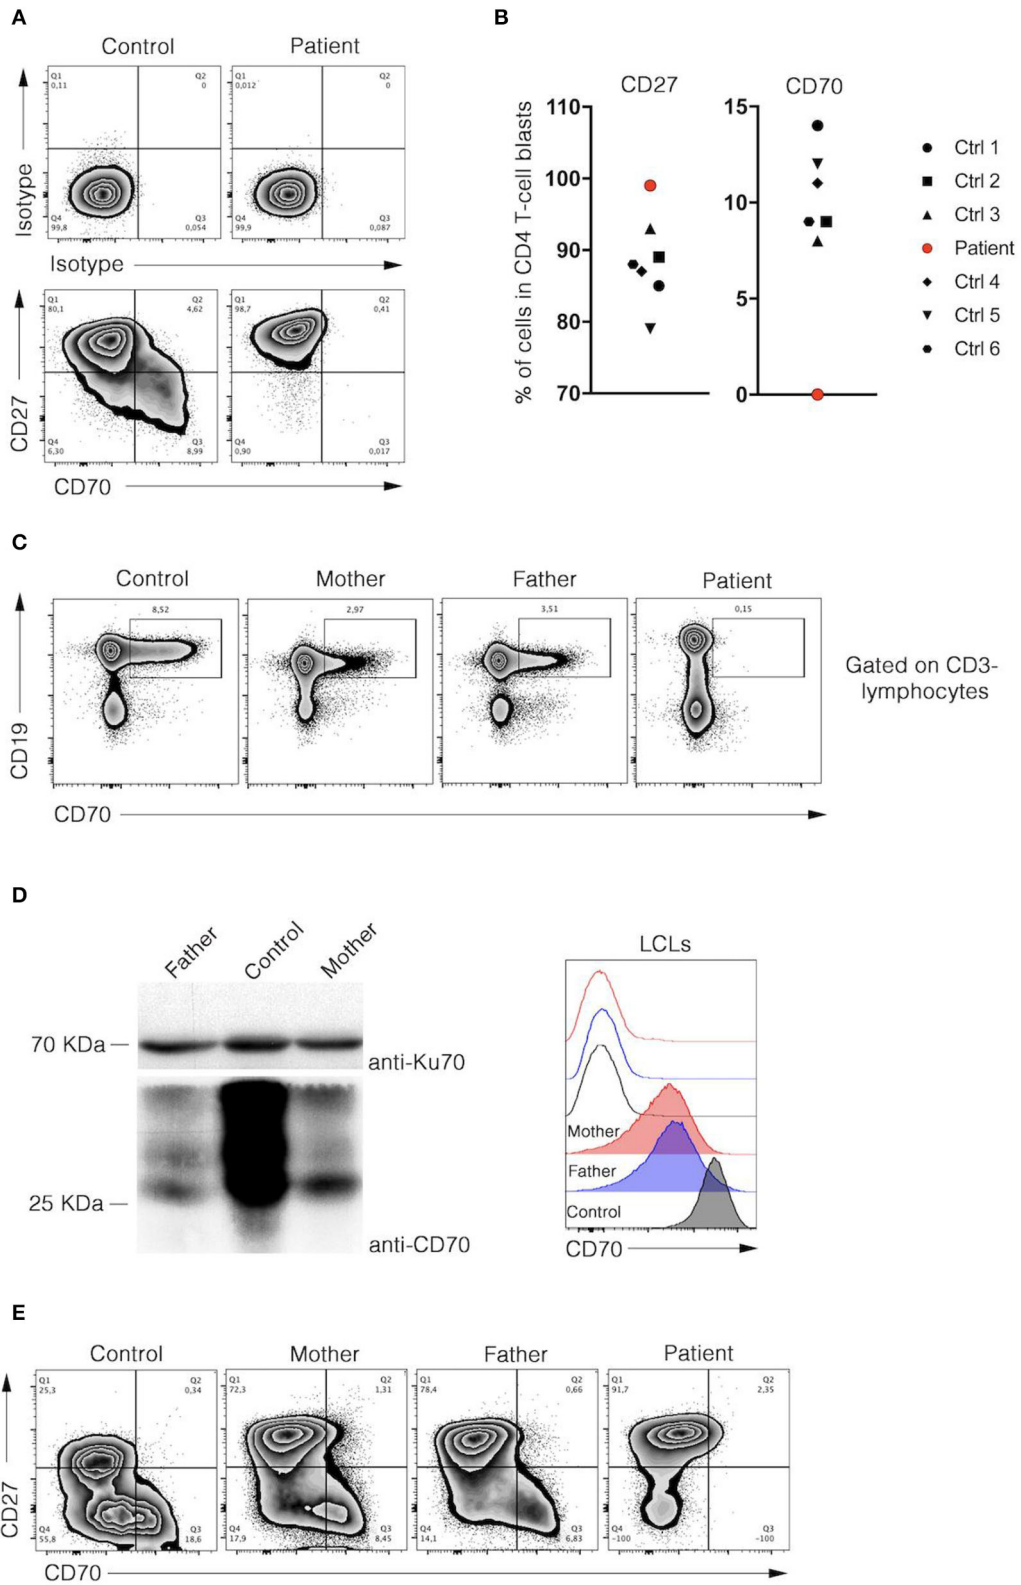 A
Control
Patient
Q1
0,11
Q2
0
Q1
0,012
Q2
0
Isotype
Q4
99,8
Q3
0,054
Q4
99,9
Q3
0,087
Isotype
Q1
80,1
Q2
4,62
Q1
98,7
Q2
0,41
CD27
Q4
6,30
Q3
8,99
Q4
0,90
Q3
0,017
CD70
B
CD27
CD70
% of cells in CD4 T-cell blasts
110
100
90
80
70
15
10
5
0
Ctrl 1
Ctrl 2
Ctrl 3
Patient
Ctrl 4
Ctrl 5
Ctrl 6
C
Control
Mother
Father
Patient
8,52
2,97
3,51
0,15
CD19
Gated on CD3-
lymphocytes
CD70
D
Father
Control
Mother
70 KDa
anti-Ku70
25 KDa
anti-CD70
LCLs
Mother
Father
Control
CD70
E
Control
Mother
Father
Patient
Q1
25,3
Q2
0,34
Q1
72,3
Q2
1,31
Q1
78,4
Q2
0,66
Q1
91,7
Q2
2,35
CD27
Q4
55,8
Q3
18,6
Q4
17,9
Q3
8,45
Q4
14,1
Q3
6,83
Q4
-100
Q3
-100
CD70